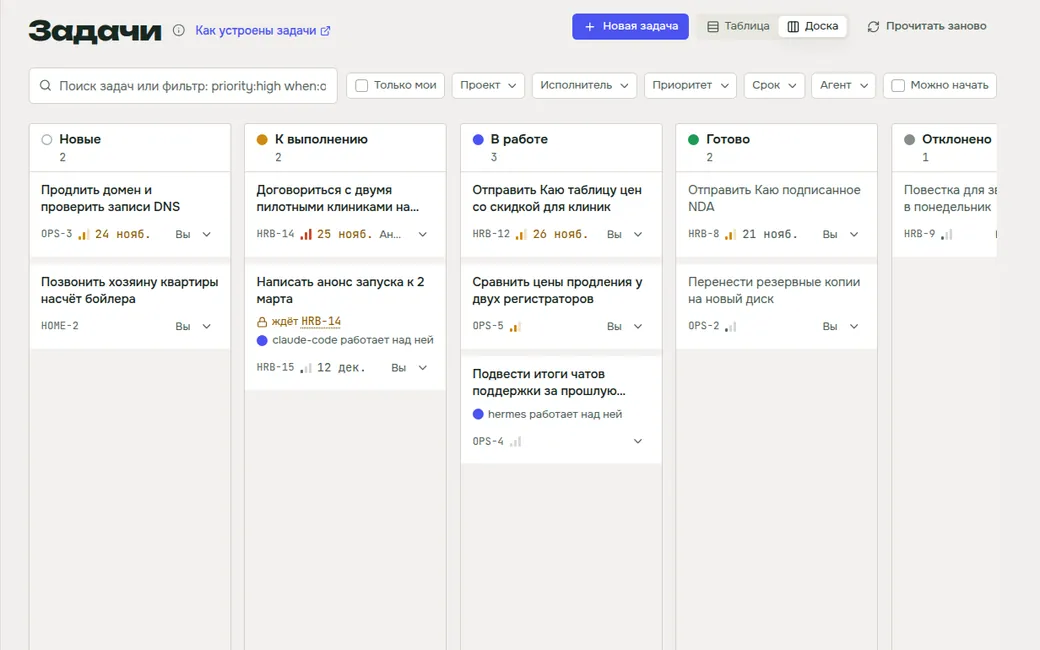 Задачи
Как устроены задачи
Новая задача
Таблица
Доска
Прочитать заново
Поиск задач или фильтр: priority:high when:o
Только мои
Проект
Исполнитель
Приоритет
Срок
Агент
Можно начать
Новые
2
Продлить домен и
проверить записи DNS
OPS-3 24 нояб. Вы
Позвонить хозяину квартиры
насчёт бойлера
HOME-2 Вы
К выполнению
2
Договориться с двумя
пилотными клиниками на...
HRB-14 25 нояб. Ан...
Написать анонс запуска к 2
марта
ждёт HRB-14
claude-code работает над ней
HRB-15 12 дек. Вы
В работе
3
Отправить Каю таблицу цен
со скидкой для клиник
HRB-12 26 нояб. Вы
Сравнить цены продления у
двух регистраторов
OPS-5 Вы
Подвести итоги чатов
поддержки за прошлую...
hermes работает над ней
OPS-4
Готово
2
Отправить Каю подписанное
NDA
HRB-8 21 нояб. Вы
Перенести резервные копии
на новый диск
OPS-2 Вы
Отклонено
1
Повестка для
в понедельник
HRB-9